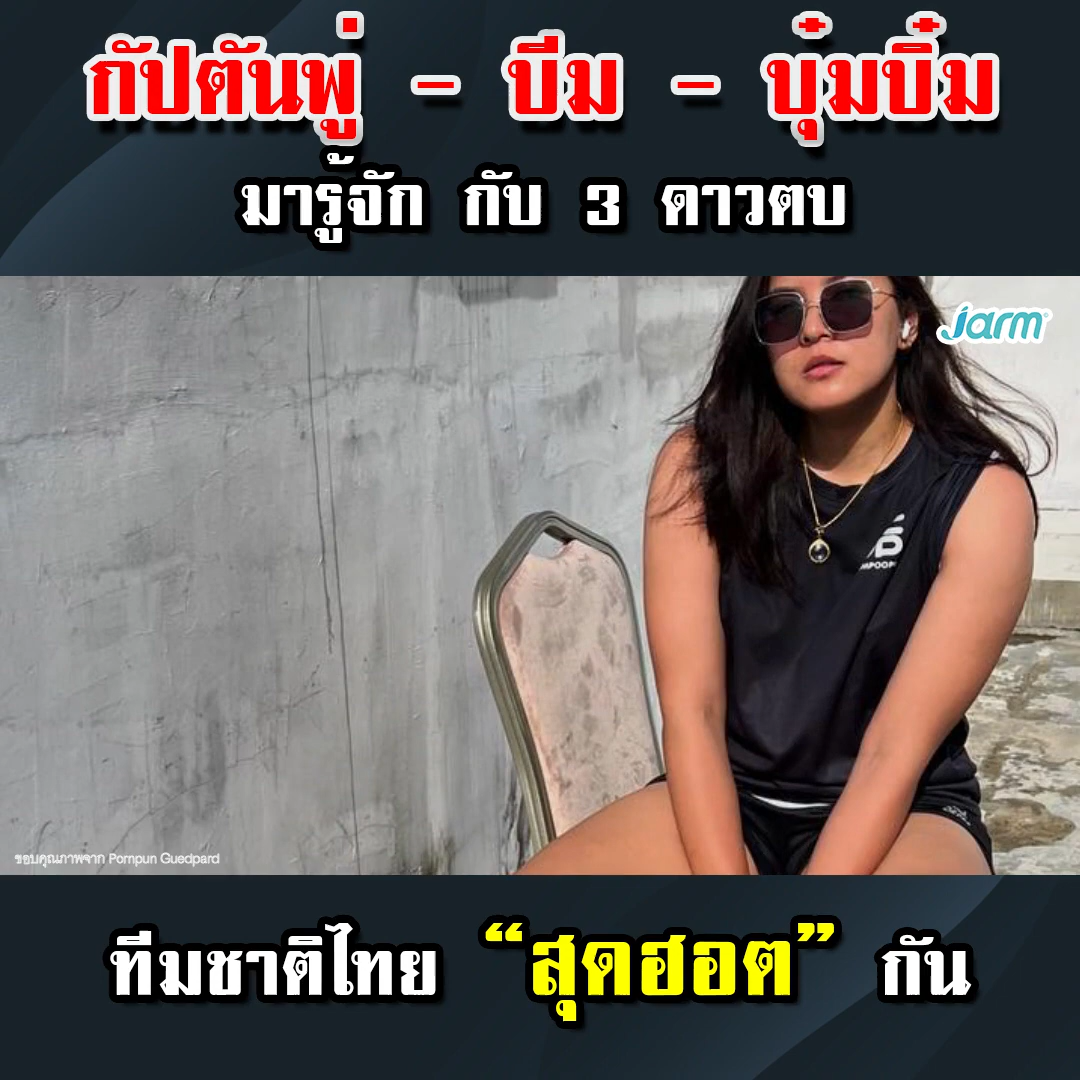 กัปตันพู่ - บีม - บุ๋มบิ๋ม
มารู้จัก กับ 3 ดาวตบ
jarm
ขอบคุณภาพจาก Pornpun Guedpard
ทีมชาติไทย “สุดฮอต” กัน